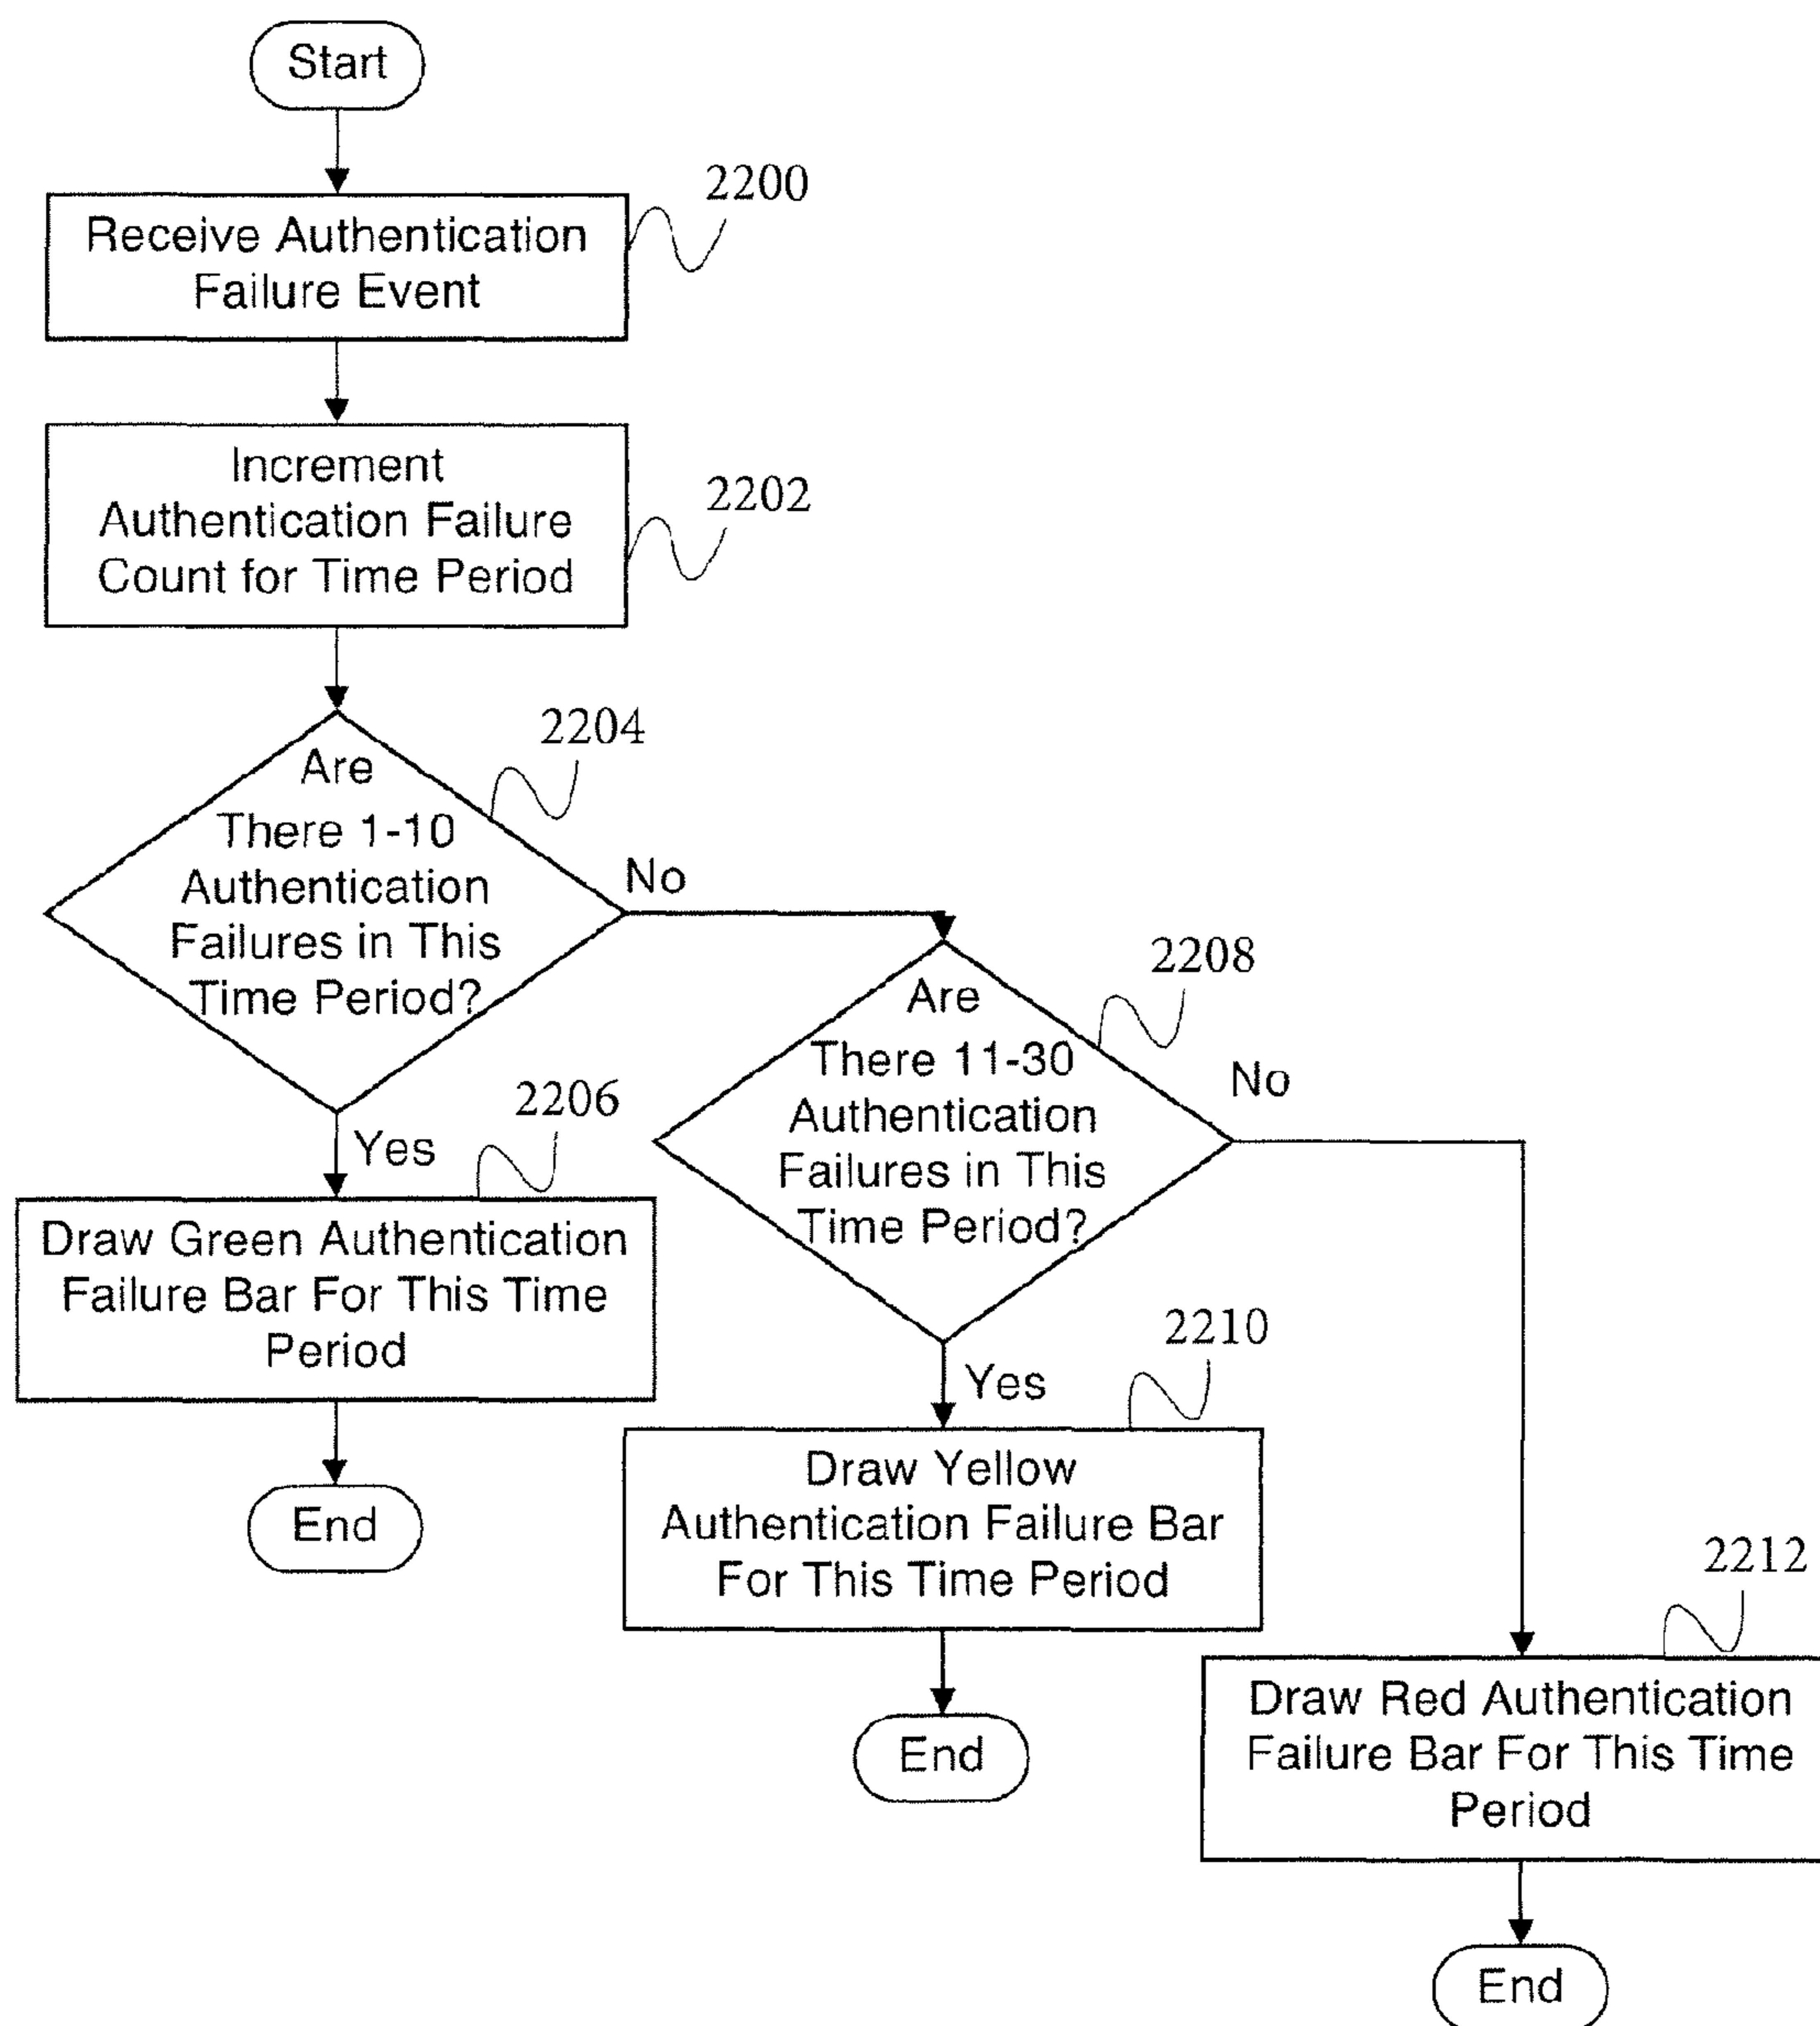 Start
2200
Receive Authentication
Failure Event
2202
Increment
Authentication Failure
Count for Time Period
2204
Are
There 1-10
Authentication
Failures in This
Time Period?
No
2208
Are
There 11-30
Authentication
Failures in This
Time Period?
No
2206
Yes
Draw Green Authentication
Failure Bar For This Time
Period
End
2210
Yes
Draw Yellow
Authentication Failure Bar
For This Time Period
End
2212
Draw Red Authentication
Failure Bar For This Time
Period
End